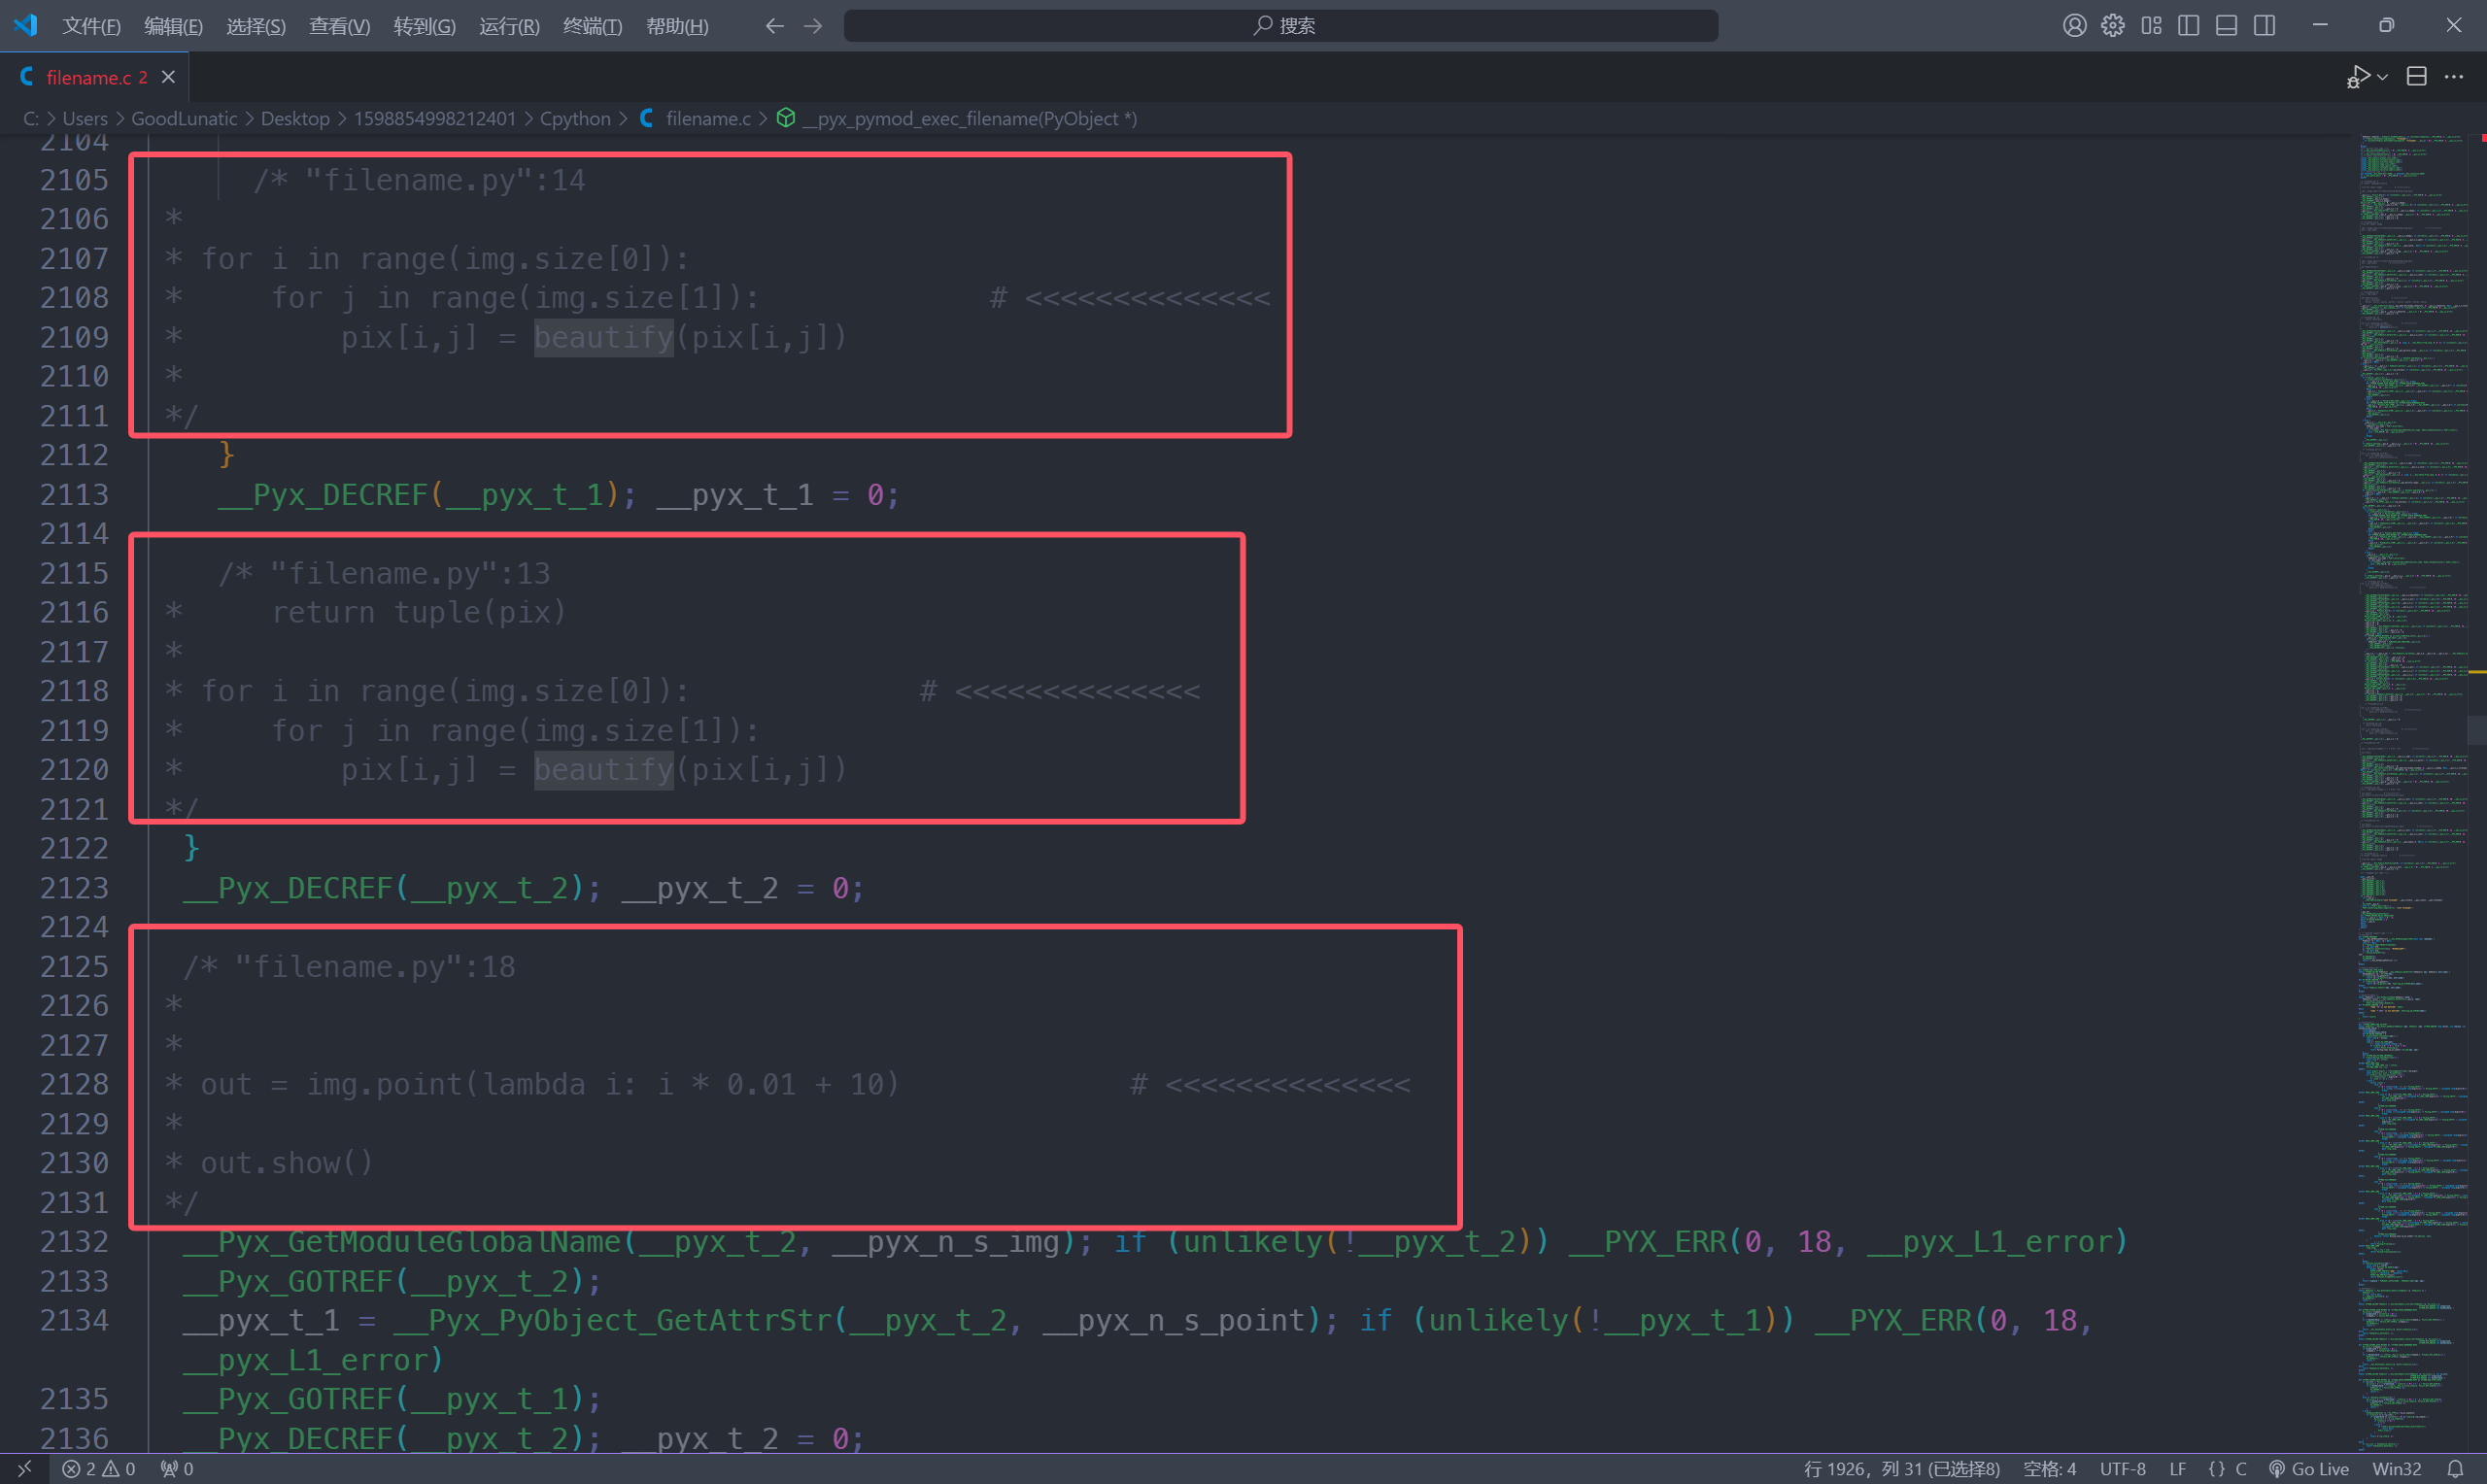 文件(F) 编辑(E) 选择(S) 查看(V) 转到(G) 运行(R) 终端(T) 帮助(H) 搜索
filename.c 2
C: > Users > GoodLunatic > Desktop > 1598854998212401 > Cpython > filename.c > __pyx_pymod_exec_filename(PyObject *)
2104
2105 /* "filename.py":14
2106 *
2107 * for i in range(img.size[0]):
2108 *     for j in range(img.size[1]):             # <<<<<<<<<<<<<<
2109 *         pix[i,j] = beautify(pix[i,j])
2110 *
2111 */
2112 }
2113 __Pyx_DECREF(__pyx_t_1); __pyx_t_1 = 0;
2114
2115 /* "filename.py":13
2116 *     return tuple(pix)
2117 *
2118 * for i in range(img.size[0]):             # <<<<<<<<<<<<<<
2119 *     for j in range(img.size[1]):
2120 *         pix[i,j] = beautify(pix[i,j])
2121 */
2122 }
2123 __Pyx_DECREF(__pyx_t_2); __pyx_t_2 = 0;
2124
2125 /* "filename.py":18
2126 *
2127 *
2128 * out = img.point(lambda i: i * 0.01 + 10)             # <<<<<<<<<<<<<<
2129 *
2130 * out.show()
2131 */
2132 __Pyx_GetModuleGlobalName(__pyx_t_2, __pyx_n_s_img); if (unlikely(!__pyx_t_2)) __PYX_ERR(0, 18, __pyx_L1_error)
2133 __Pyx_GOTREF(__pyx_t_2);
2134 __pyx_t_1 = __Pyx_PyObject_GetAttrStr(__pyx_t_2, __pyx_n_s_point); if (unlikely(!__pyx_t_1)) __PYX_ERR(0, 18,
__pyx_L1_error)
2135 __Pyx_GOTREF(__pyx_t_1);
2136 __Pyx_DECREF(__pyx_t_2); __pyx_t_2 = 0;
2 0 0 行 1926, 列 31 (已选择8) 空格: 4 UTF-8 LF {} C Go Live Win32